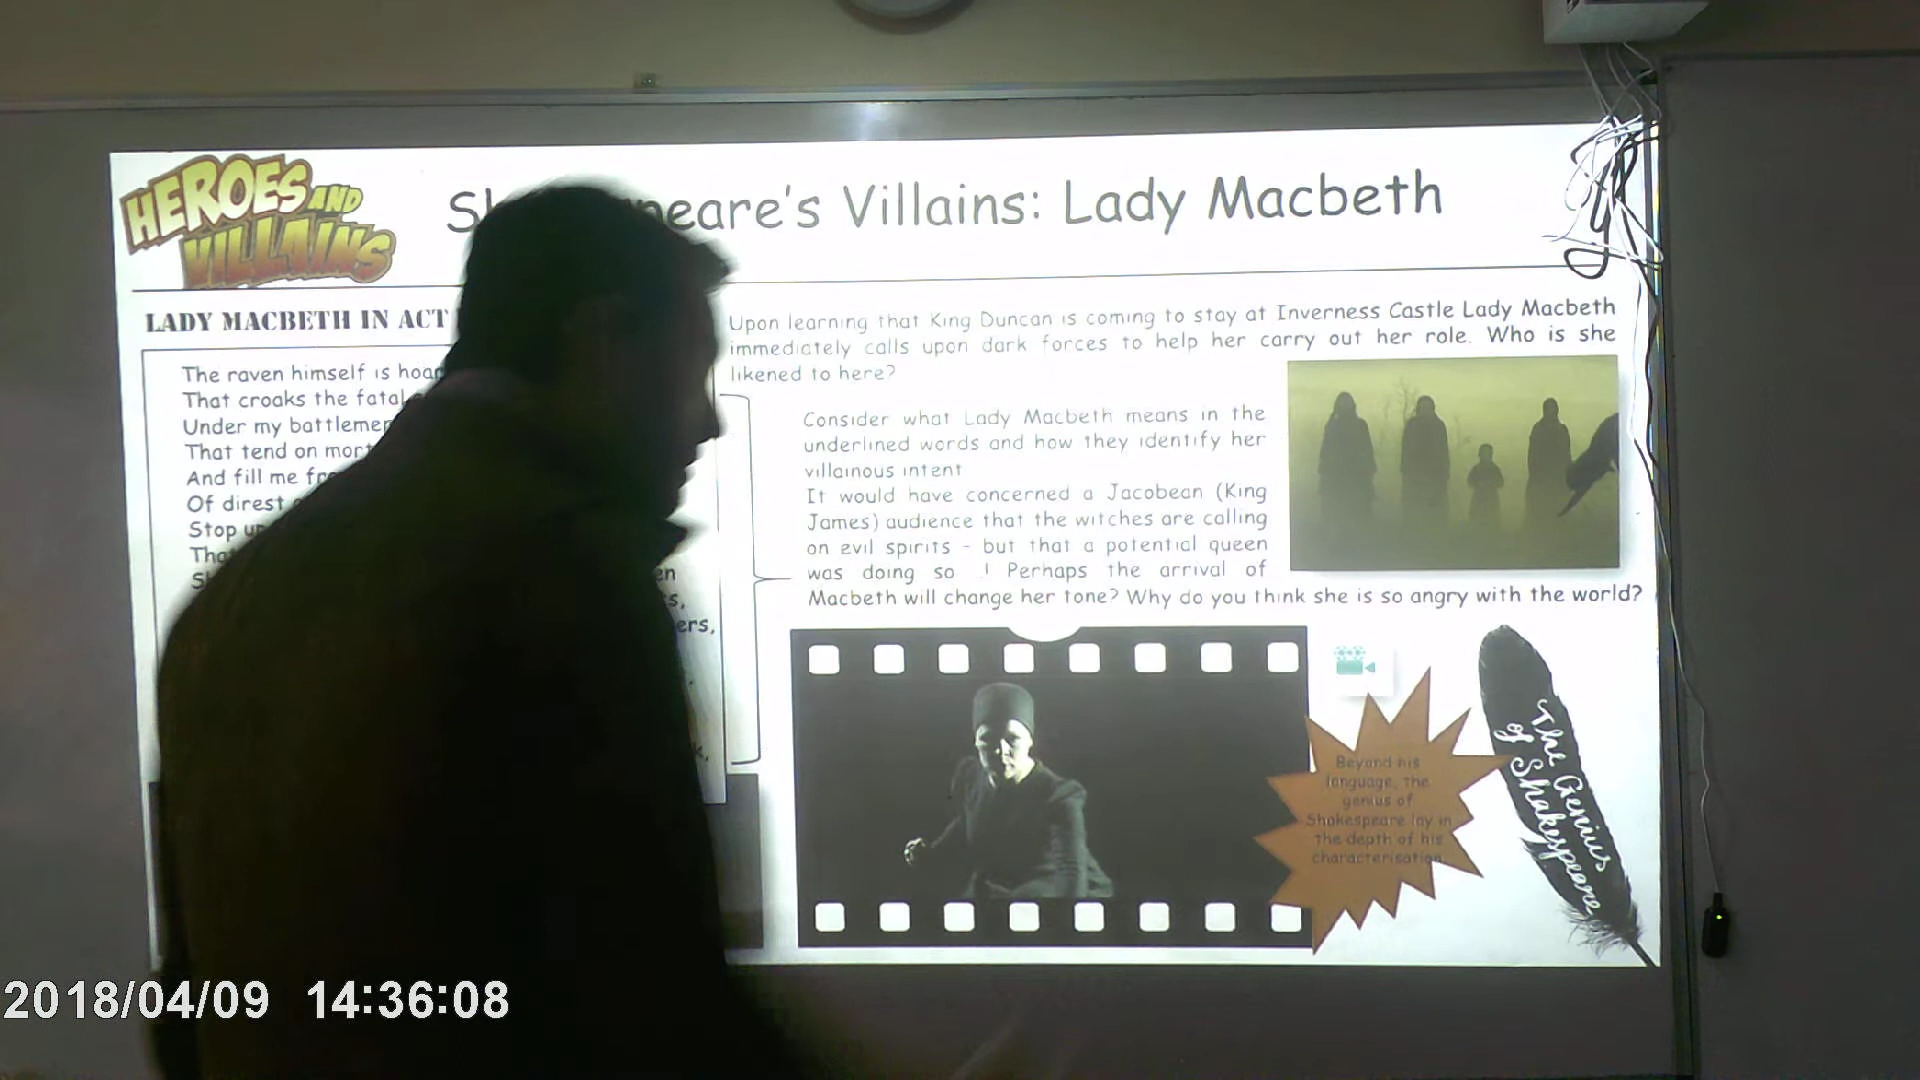 HEROES AND
VILLAINS
Shakespeare's Villains: Lady Macbeth
LADY MACBETH IN ACT
The raven himself is hoar
That croaks the fatal
Under my battlemen
That tend on mort
And fill me fr
Of direst
Stop up
That
en
s,
ers,
k,
Upon learning that King Duncan is coming to stay at Inverness Castle Lady Macbeth
immediately calls upon dark forces to help her carry out her role. Who is she
likened to here?
Consider what Lady Macbeth means in the
underlined words and how they identify her
villainous intent
It would have concerned a Jacobean (King
James) audience that the witches are calling
on evil spirits - but that a potential queen
was doing so ..! Perhaps the arrival of
Macbeth will change her tone? Why do you think she is so angry with the world?
Beyond his
language, the
genius of
Shakespeare lay in
the depth of his
characterisation.
The Genius
of Shakespeare
2018/04/09 14:36:08